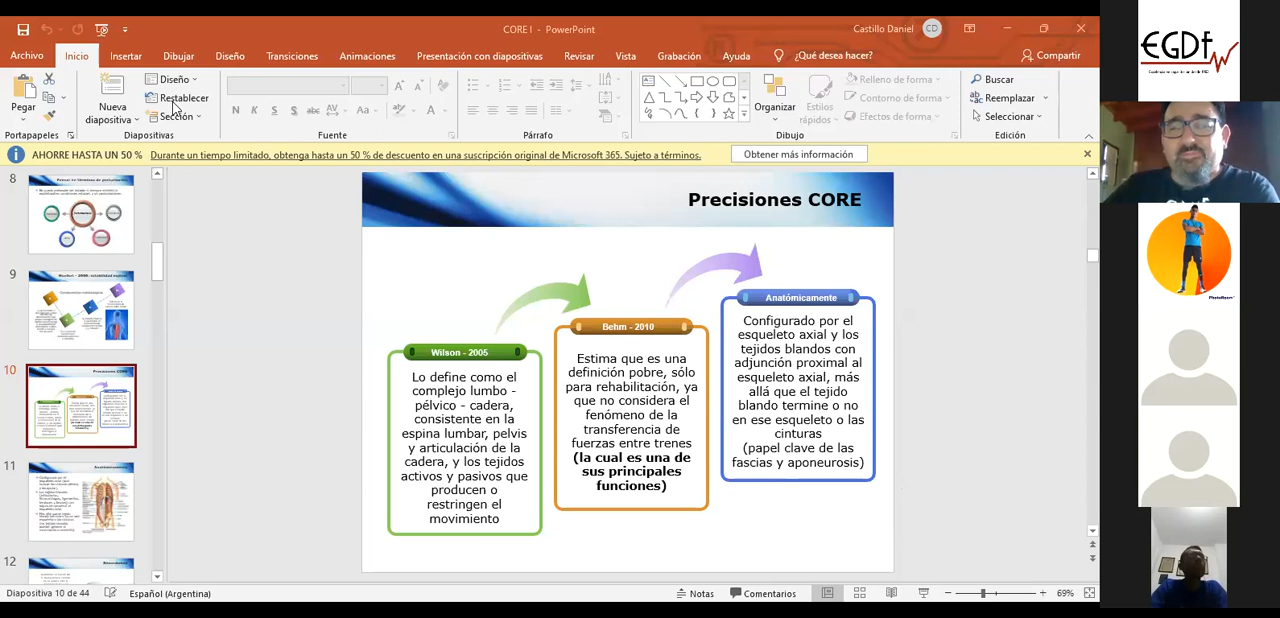 CORE I - PowerPoint
Castillo Daniel
CD
Archivo
Inicio
Insertar
Dibujar
Diseño
Transiciones
Animaciones
Presentación con diapositivas
Revisar
Vista
Grabación
Ayuda
¿Qué desea hacer?
Compartir
Pegar
Nueva
diapositiva
Diseño
Restablecer
Sección
N
K
S
S
abc
AV
Aa
A
Organizar
Estilos
rápidos
Relleno de forma
Contorno de forma
Efectos de forma
Buscar
Reemplazar
Seleccionar
Portapapeles
Diapositivas
Fuente
Párrafo
Dibujo
Edición
AHORRE HASTA UN 50 %
Durante un tiempo limitado, obtenga hasta un 50 % de descuento en una suscripción original de Microsoft 365. Sujeto a términos.
Obtener más información
8
9
10
Precisiones CORE
11
12
Precisiones CORE
Wilson - 2005
Lo define como el
complejo lumbo -
pélvico - cadera
consistente en la
espina lumbar, pelvis
y articulación de la
cadera, y los tejidos
activos y pasivos que
producen o
restringen el
movimiento
Behm - 2010
Estima que es una
definición pobre, sólo
para rehabilitación, ya
que no considera el
fenómeno de la
transferencia de
fuerzas entre trenes
(la cual es una de
sus principales
funciones)
Anatómicamente
Configurado por el
esqueleto axial y los
tejidos blandos con
adjunción proximal al
esqueleto axial, más
allá que el tejido
blando termine o no
en ese esqueleto o las
cinturas
(papel clave de las
fascias y aponeurosis)
Diapositiva 10 de 44
Español (Argentina)
Notas
Comentarios
69%
EGDF
PhotoRoom